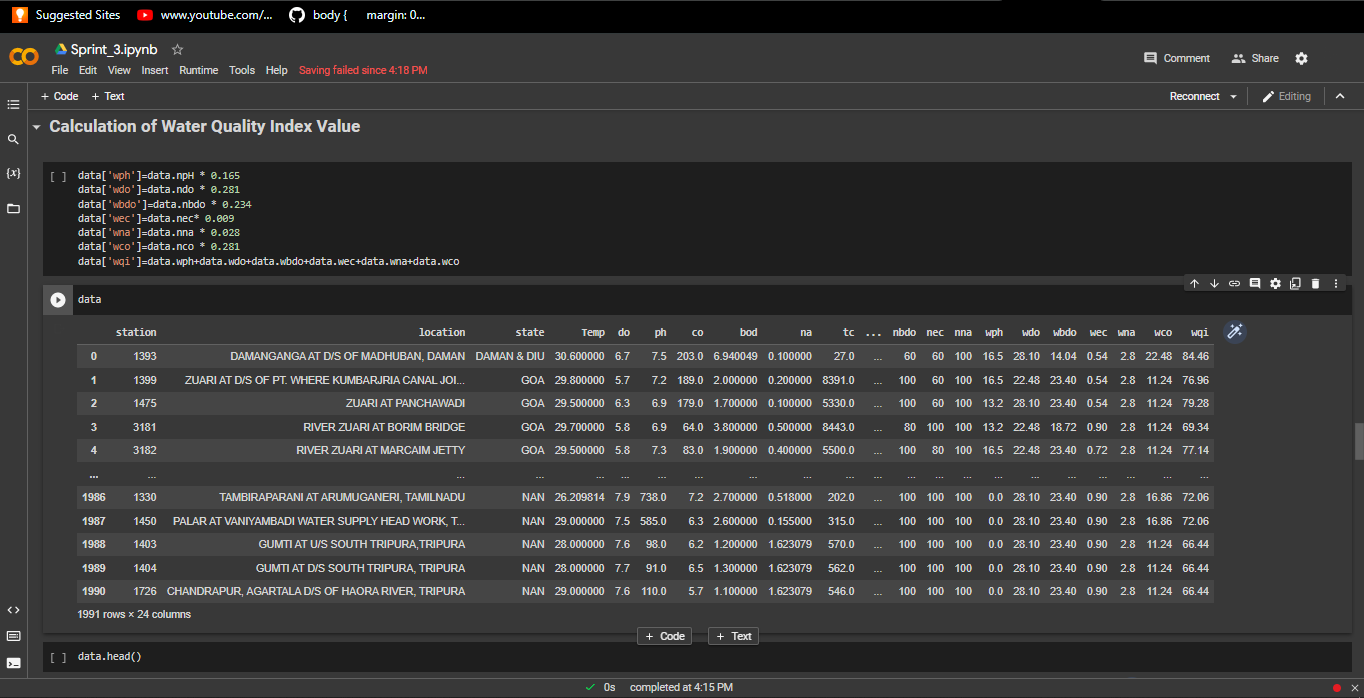 Suggested Sites www.youtube.com/... body { margin: 0...
Sprint_3.ipynb
File Edit View Insert Runtime Tools Help Saving failed since 4:18 PM
Comment Share
+ Code + Text Reconnect Editing
Calculation of Water Quality Index Value
[ ] data['wph']=data.npH * 0.165
data['wdo']=data.ndo * 0.281
data['wbdo']=data.nbdo * 0.234
data['wec']=data.nec* 0.009
data['wna']=data.nna * 0.028
data['wco']=data.nco * 0.281
data['wqi']=data.wph+data.wdo+data.wbdo+data.wec+data.wna+data.wco
data
station location state Temp do ph co bod na tc ... nbdo nec nna wph wdo wbdo wec wna wco wqi
0 1393 DAMANGANGA AT D/S OF MADHUBAN, DAMAN DAMAN & DIU 30.600000 6.7 7.5 203.0 6.940049 0.100000 27.0 ... 60 60 100 16.5 28.10 14.04 0.54 2.8 22.48 84.46
1 1399 ZUARI AT D/S OF PT. WHERE KUMBARJRIA CANAL JOI... GOA 29.800000 5.7 7.2 189.0 2.000000 0.200000 8391.0 ... 100 60 100 16.5 22.48 23.40 0.54 2.8 11.24 76.96
2 1475 ZUARI AT PANCHAWADI GOA 29.500000 6.3 6.9 179.0 1.700000 0.100000 5330.0 ... 100 60 100 13.2 28.10 23.40 0.54 2.8 11.24 79.28
3 3181 RIVER ZUARI AT BORIM BRIDGE GOA 29.700000 5.8 6.9 64.0 3.800000 0.500000 8443.0 ... 80 100 100 13.2 22.48 18.72 0.90 2.8 11.24 69.34
4 3182 RIVER ZUARI AT MARCAIM JETTY GOA 29.500000 5.8 7.3 83.0 1.900000 0.400000 5500.0 ... 100 80 100 16.5 22.48 23.40 0.72 2.8 11.24 77.14
... ... ... ... ... ... ... ... ... ... ... ... ... ... ... ... ... ... ... ... ... ...
1986 1330 TAMBIRAPARANI AT ARUMUGANERI, TAMILNADU NAN 26.209814 7.9 738.0 7.2 2.700000 0.518000 202.0 ... 100 100 100 0.0 28.10 23.40 0.90 2.8 16.86 72.06
1987 1450 PALAR AT VANIYAMBADI WATER SUPPLY HEAD WORK, T... NAN 29.000000 7.5 585.0 6.3 2.600000 0.155000 315.0 ... 100 100 100 0.0 28.10 23.40 0.90 2.8 16.86 72.06
1988 1403 GUMTI AT U/S SOUTH TRIPURA,TRIPURA NAN 28.000000 7.6 98.0 6.2 1.200000 1.623079 570.0 ... 100 100 100 0.0 28.10 23.40 0.90 2.8 11.24 66.44
1989 1404 GUMTI AT D/S SOUTH TRIPURA, TRIPURA NAN 28.000000 7.7 91.0 6.5 1.300000 1.623079 562.0 ... 100 100 100 0.0 28.10 23.40 0.90 2.8 11.24 66.44
1990 1726 CHANDRAPUR, AGARTALA D/S OF HAORA RIVER, TRIPURA NAN 29.000000 7.6 110.0 5.7 1.100000 1.623079 546.0 ... 100 100 100 0.0 28.10 23.40 0.90 2.8 11.24 66.44
1991 rows × 24 columns
+ Code + Text
[ ] data.head()
0s completed at 4:15 PM